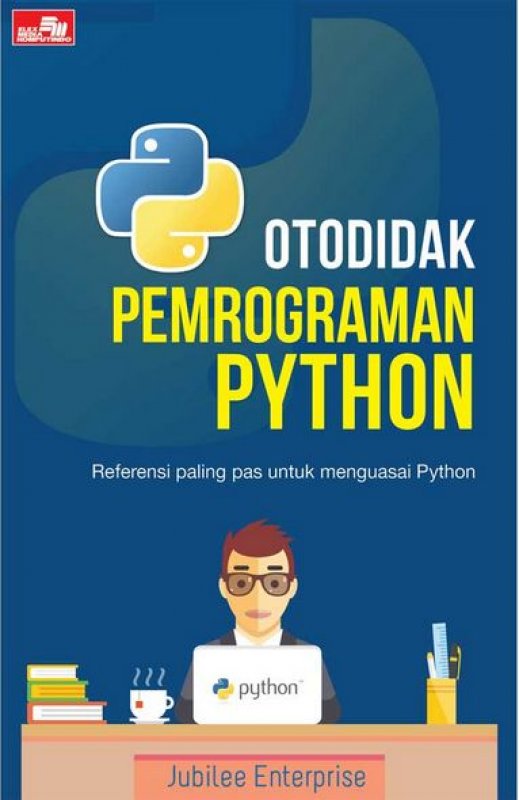 ELEX
MEDIA
KOMPUTINDO
OTODIDAK
PEMROGRAMAN
PYTHON
Referensi paling pas untuk menguasai Python
python™
Jubilee Enterprise